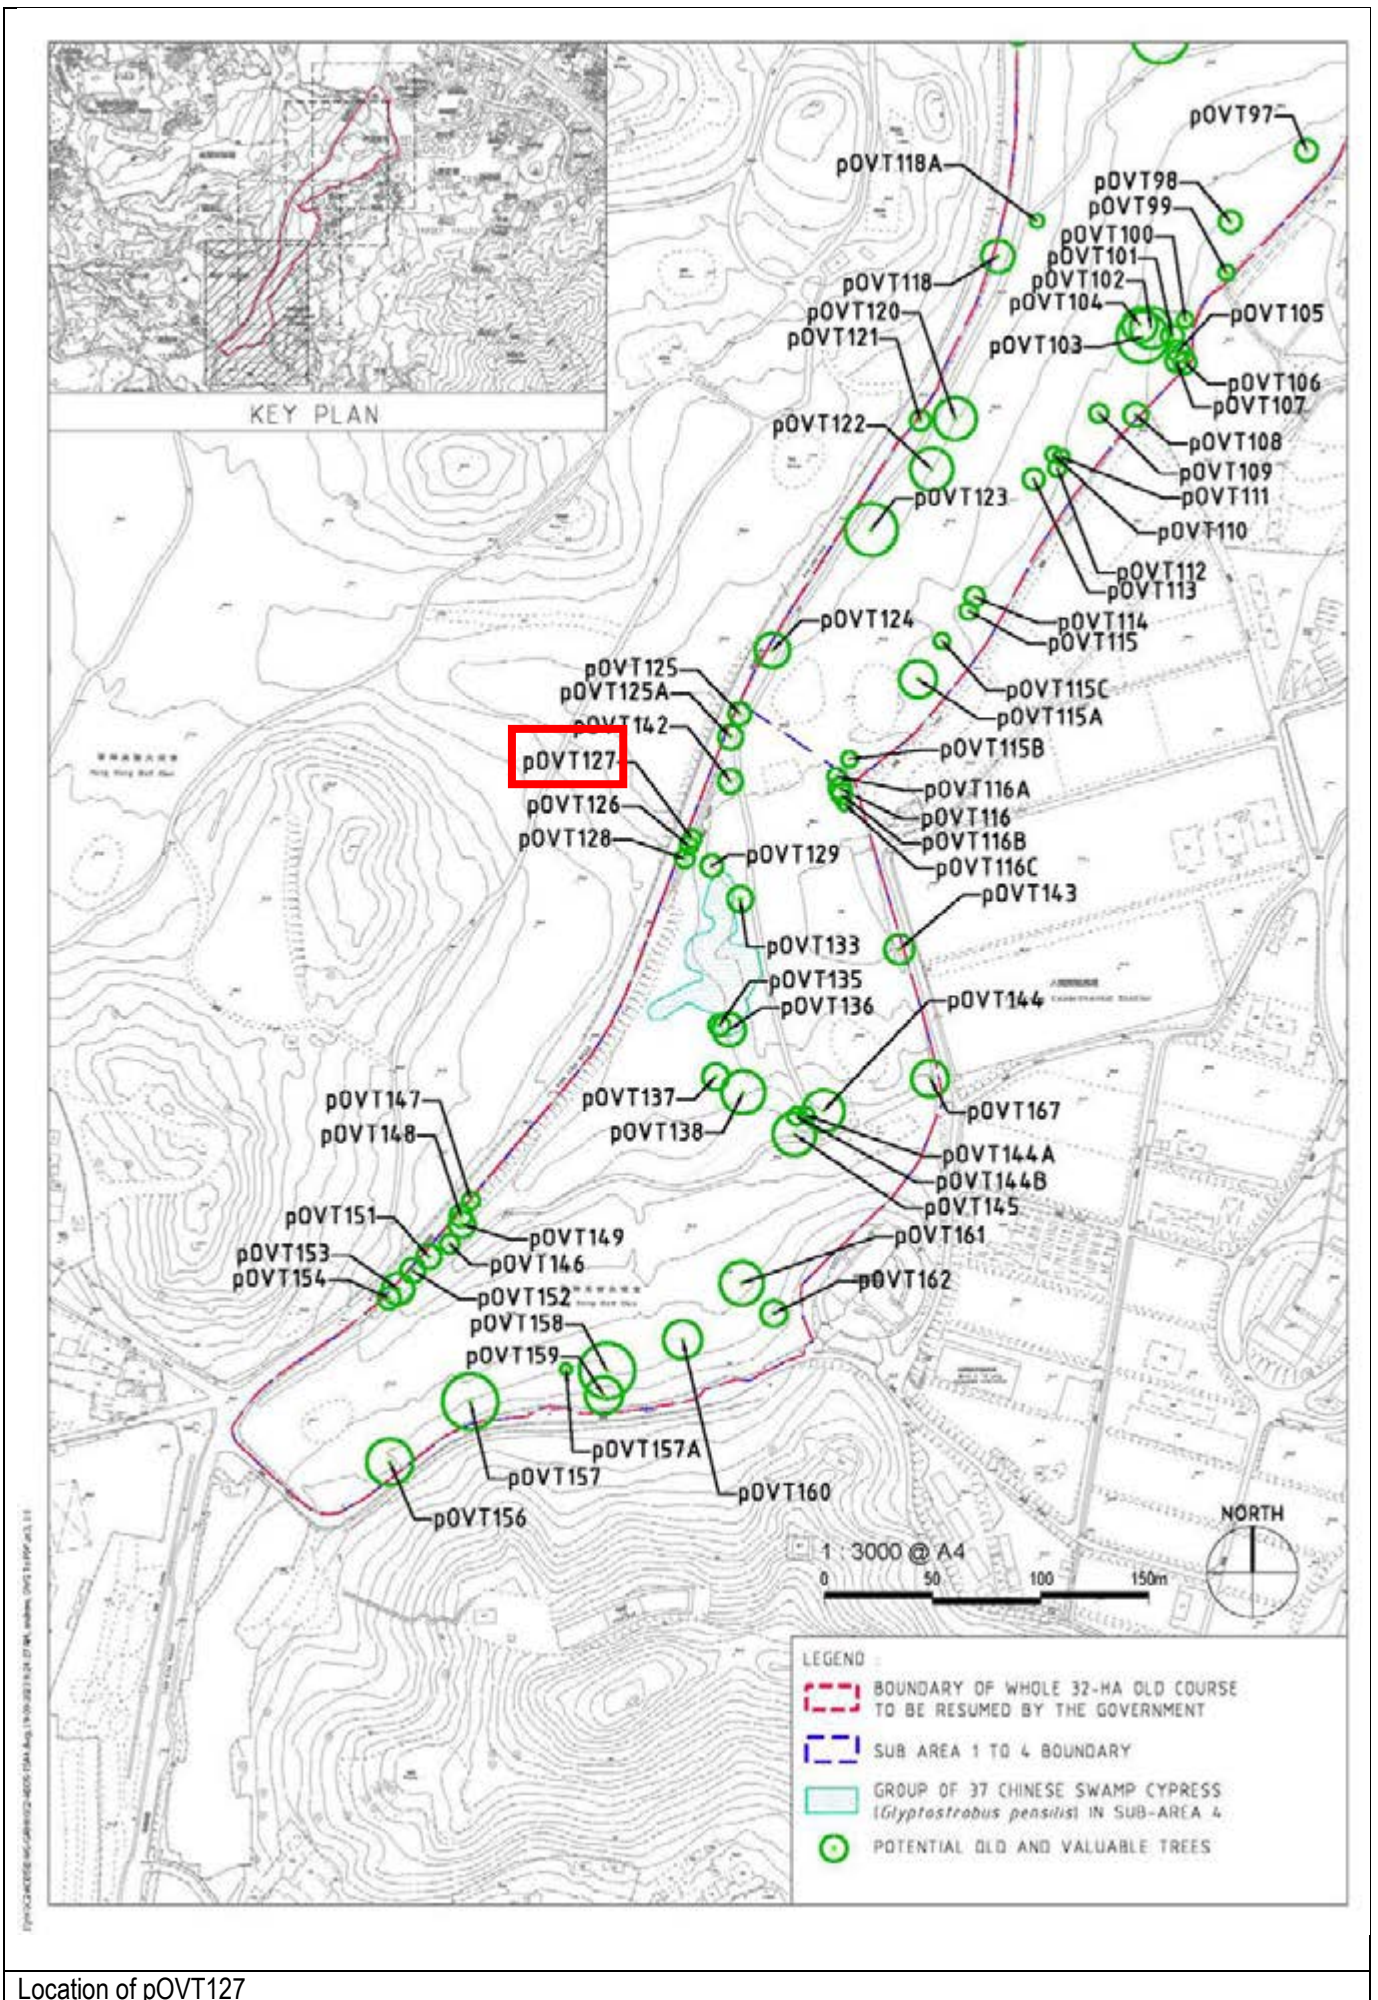 KEY PLAN
pOVT97
pOVT118A
pOVT98
pOVT99
pOVT100
pOVT101
pOVT102
pOVT118
pOVT104
pOVT120
pOVT105
pOVT121
pOVT103
pOVT106
pOVT107
pOVT122
pOVT108
pOVT109
pOVT123
pOVT111
pOVT110
pOVT112
pOVT113
pOVT124
pOVT114
pOVT115
pOVT125
pOVT125A
pOVT115C
pOVT115A
pOVT142
pOVT115B
pOVT127
pOVT116A
pOVT126
pOVT116
pOVT128
pOVT116B
pOVT129
pOVT116C
pOVT143
pOVT133
pOVT135
pOVT144
pOVT136
pOVT137
pOVT147
pOVT167
pOVT138
pOVT148
pOVT144A
pOVT144B
pOVT145
pOVT151
pOVT149
pOVT161
pOVT153
pOVT146
pOVT154
pOVT162
pOVT152
pOVT158
pOVT159
pOVT157A
pOVT157
pOVT160
pOVT156
NORTH
1 : 3000 @ A4
0 50 100 150m
LEGEND :
BOUNDARY OF WHOLE 32-HA OLD COURSE
TO BE RESUMED BY THE GOVERNMENT
SUB AREA 1 TO 4 BOUNDARY
GROUP OF 37 CHINESE SWAMP CYPRESS
(Glyptostrobus pensilis) IN SUB-AREA 4
POTENTIAL OLD AND VALUABLE TREES
Location of pOVT127